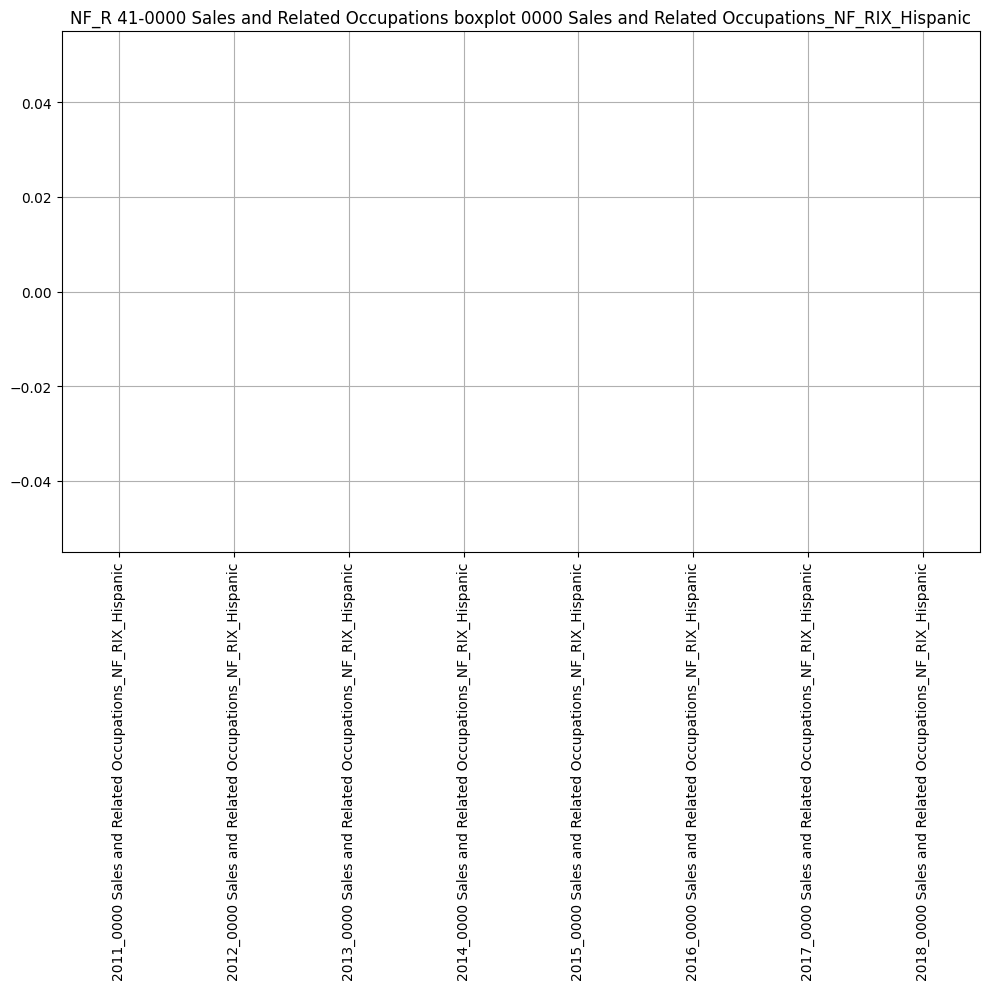 NF_R 41-0000 Sales and Related Occupations boxplot 0000 Sales and Related Occupations_NF_RIX_Hispanic
0.04
0.02
0.00
−0.02
−0.04
2011_0000 Sales and Related Occupations_NF_RIX_Hispanic
2012_0000 Sales and Related Occupations_NF_RIX_Hispanic
2013_0000 Sales and Related Occupations_NF_RIX_Hispanic
2014_0000 Sales and Related Occupations_NF_RIX_Hispanic
2015_0000 Sales and Related Occupations_NF_RIX_Hispanic
2016_0000 Sales and Related Occupations_NF_RIX_Hispanic
2017_0000 Sales and Related Occupations_NF_RIX_Hispanic
2018_0000 Sales and Related Occupations_NF_RIX_Hispanic